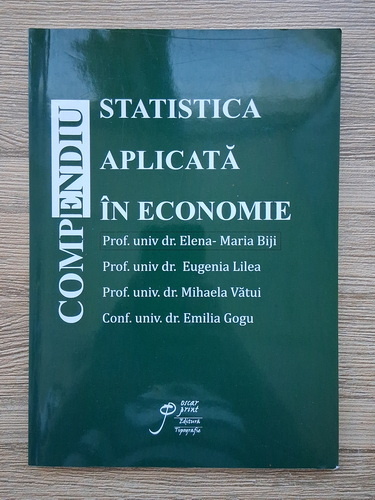 COMPENDIU
STATISTICA
APLICATĂ
ÎN ECONOMIE
Prof. univ dr. Elena- Maria Biji
Prof. univ dr. Eugenia Lilea
Prof. univ. dr. Mihaela Vătui
Conf. univ. dr. Emilia Gogu
oscar
print
Editură
Tipografie